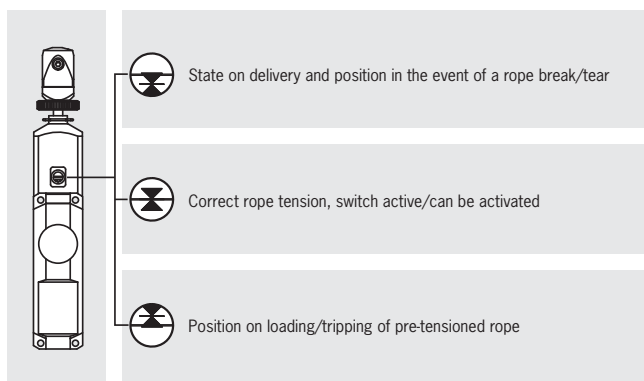 State on delivery and position in the event of a rope break/tear
Correct rope tension, switch active/can be activated
Position on loading/tripping of pre-tensioned rope